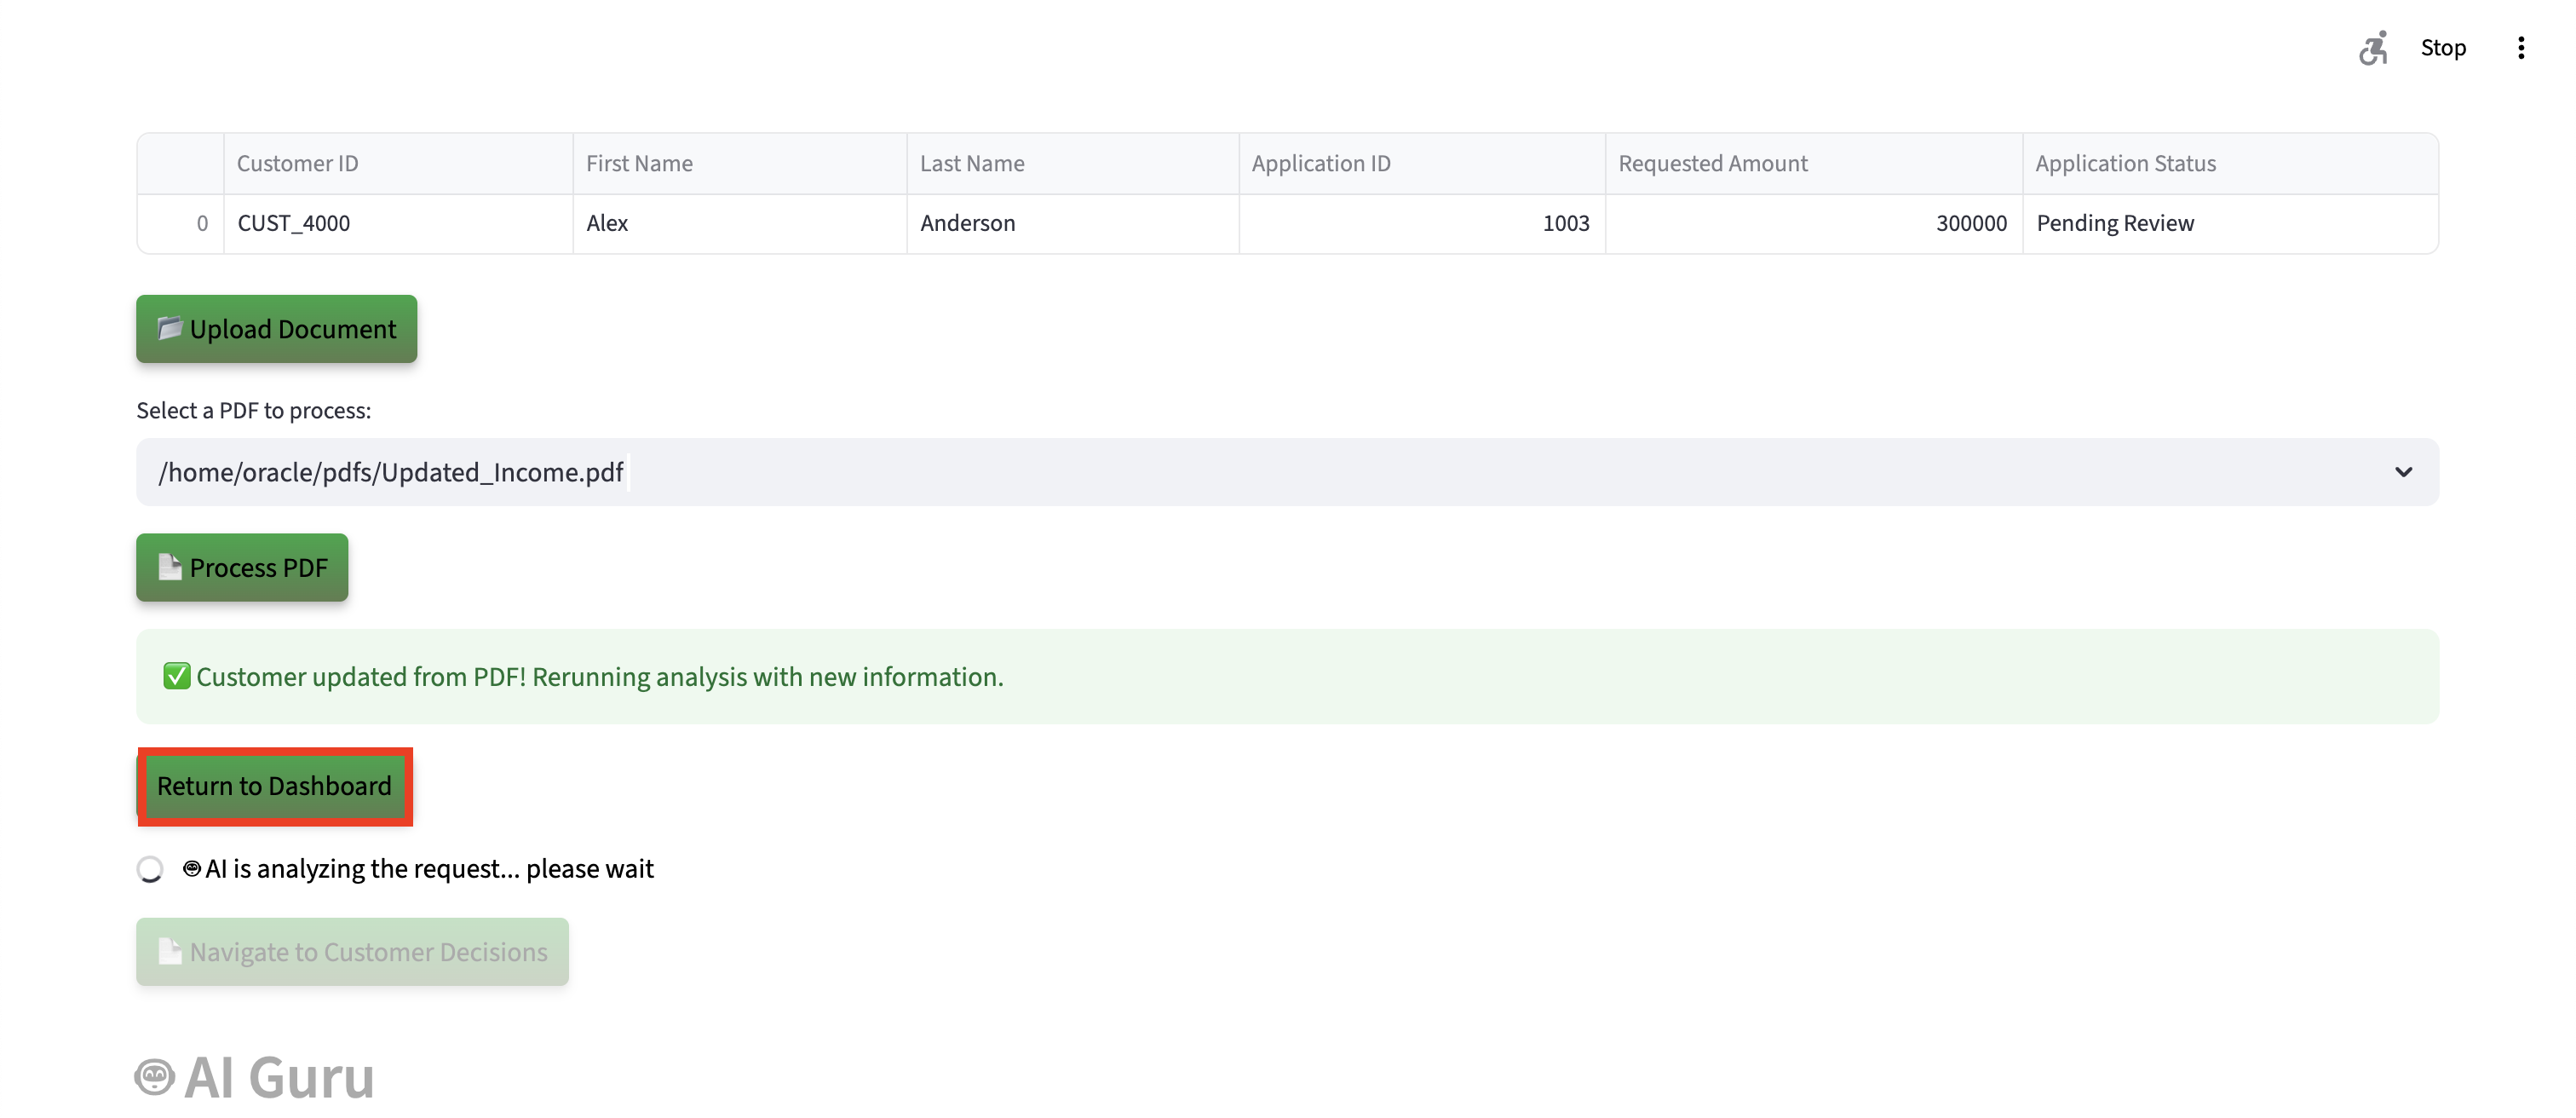 Stop
Customer ID First Name Last Name Application ID Requested Amount Application Status
0 CUST_4000 Alex Anderson 1003 300000 Pending Review
Upload Document
Select a PDF to process:
/home/oracle/pdfs/Updated_Income.pdf
Process PDF
Customer updated from PDF! Rerunning analysis with new information.
Return to Dashboard
AI is analyzing the request... please wait
Navigate to Customer Decisions
AI Guru